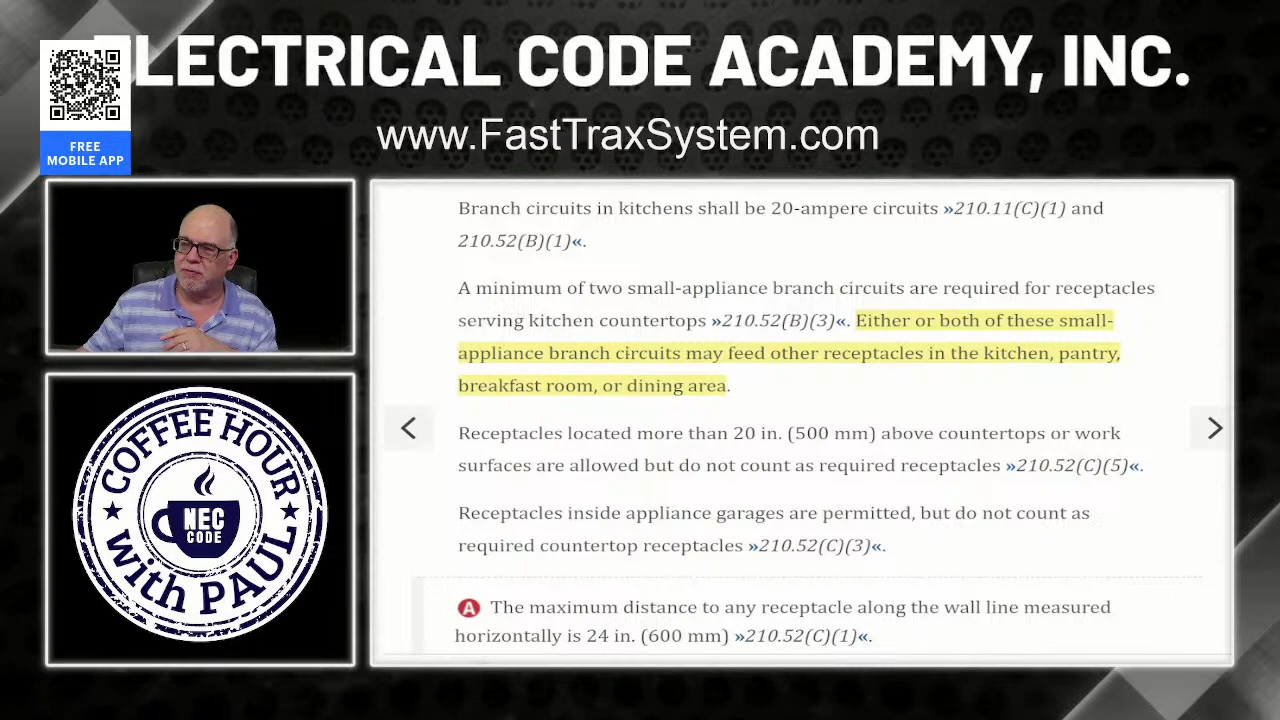 ELECTRICAL CODE ACADEMY, INC.
www.FastTraxSystem.com
FREE
MOBILE APP
Branch circuits in kitchens shall be 20-ampere circuits »210.11(C)(1) and
210.52(B)(1)«.
A minimum of two small-appliance branch circuits are required for receptacles
serving kitchen countertops »210.52(B)(3)«. Either or both of these small-
appliance branch circuits may feed other receptacles in the kitchen, pantry,
breakfast room, or dining area.
Receptacles located more than 20 in. (500 mm) above countertops or work
surfaces are allowed but do not count as required receptacles »210.52(C)(5)«.
Receptacles inside appliance garages are permitted, but do not count as
required countertop receptacles »210.52(C)(3)«.
A The maximum distance to any receptacle along the wall line measured
horizontally is 24 in. (600 mm) »210.52(C)(1)«.
COFFEE HOUR
NEC
CODE
with PAUL